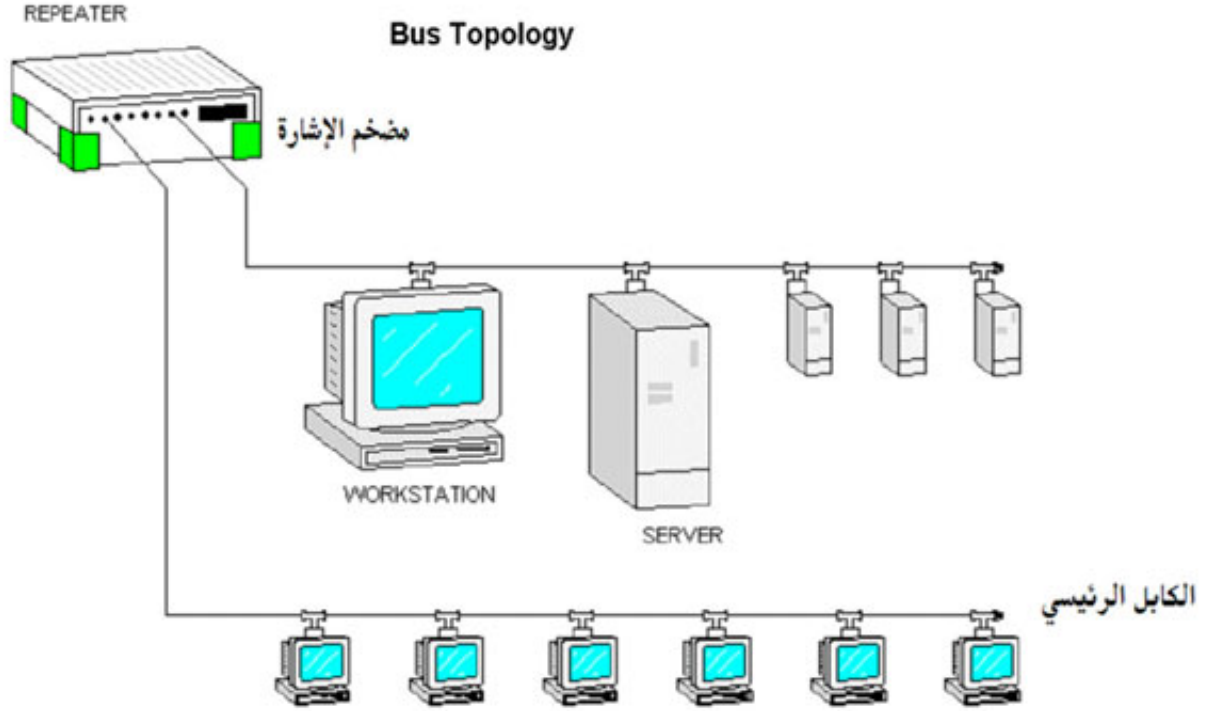 REPEATER
Bus Topology
مضخم الإشارة
WORKSTATION
SERVER
الكابل الرئيسي